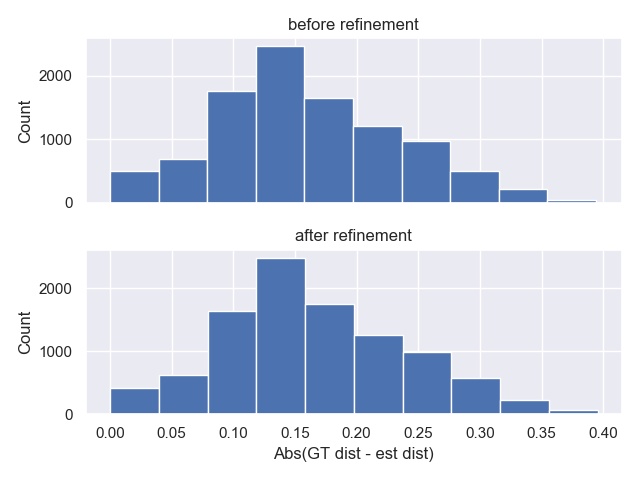 before refinement
2000
1000
0
Count
after refinement
2000
1000
0
Count
0.00 0.05 0.10 0.15 0.20 0.25 0.30 0.35 0.40
Abs(GT dist - est dist)